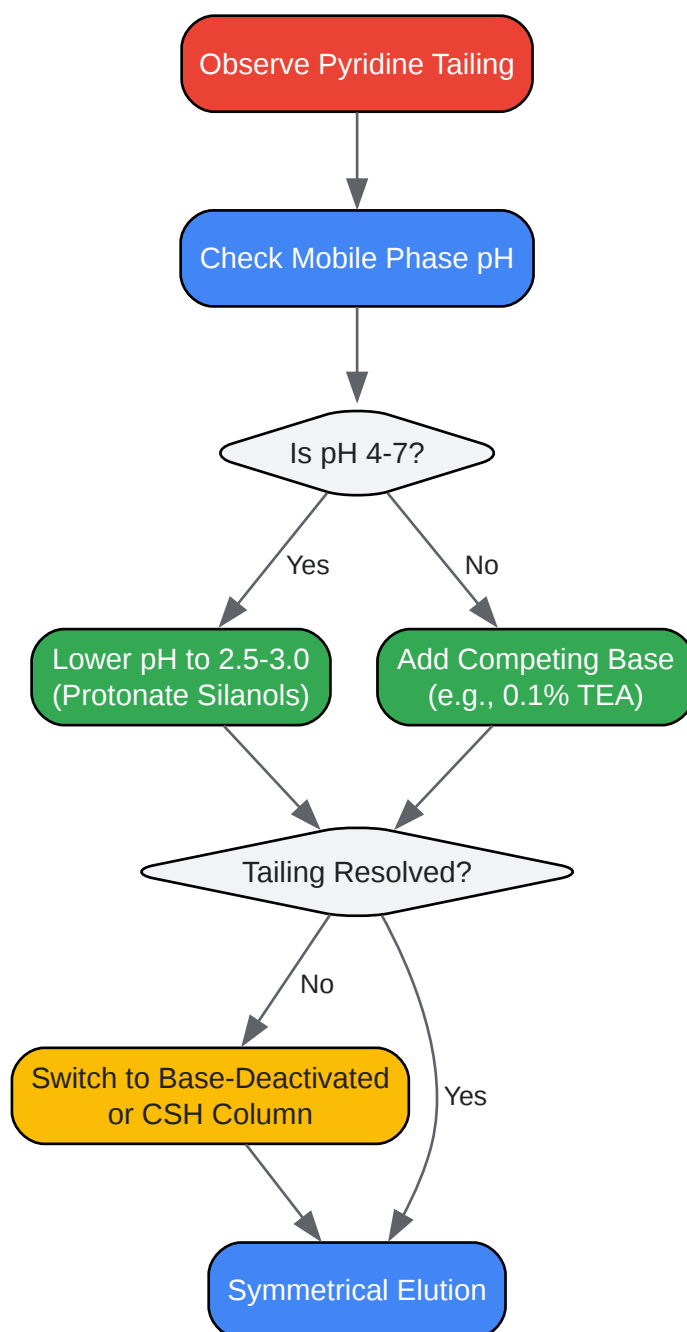 Observe Pyridine Tailing
Check Mobile Phase pH
Is pH 4-7?
Yes
No
Lower pH to 2.5-3.0
(Protonate Silanols)
Add Competing Base
(e.g., 0.1% TEA)
Tailing Resolved?
No
Switch to Base-Deactivated
or CSH Column
Yes
Symmetrical Elution